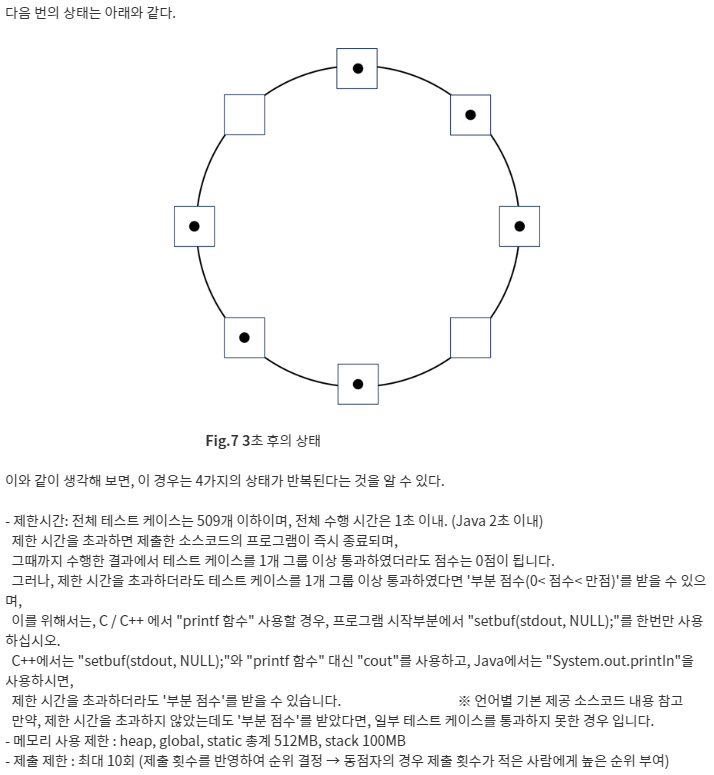 다음 번의 상태는 아래와 같다.
Fig.7 3초 후의 상태
이와 같이 생각해 보면, 이 경우는 4가지의 상태가 반복된다는 것을 알 수 있다.
- 제한시간: 전체 테스트 케이스는 509개 이하이며, 전체 수행 시간은 1초 이내. (Java 2초 이내)
제한 시간을 초과하면 제출한 소스코드의 프로그램이 즉시 종료되며,
그때까지 수행한 결과에서 테스트 케이스를 1개 그룹 이상 통과하였더라도 점수는 0점이 됩니다.
그러나, 제한 시간을 초과하더라도 테스트 케이스를 1개 그룹 이상 통과하였다면 '부분 점수(0< 점수< 만점)'를 받을 수 있으
며,
이를 위해서는, C / C++ 에서 "printf 함수" 사용할 경우, 프로그램 시작부분에서 "setbuf(stdout, NULL);"를 한번만 사용
하십시오.
C++에서는 "setbuf(stdout, NULL);"와 "printf 함수" 대신 "cout"를 사용하고, Java에서는 "System.out.println"을
사용하시면,
제한 시간을 초과하더라도 '부분 점수'를 받을 수 있습니다. ※ 언어별 기본 제공 소스코드 내용 참고
만약, 제한 시간을 초과하지 않았는데도 '부분 점수'를 받았다면, 일부 테스트 케이스를 통과하지 못한 경우 입니다.
- 메모리 사용 제한 : heap, global, static 총계 512MB, stack 100MB
- 제출 제한 : 최대 10회 (제출 횟수를 반영하여 순위 결정 → 동점자의 경우 제출 횟수가 적은 사람에게 높은 순위 부여)